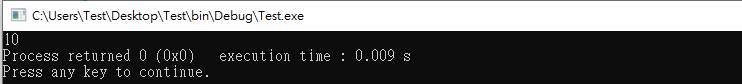 C:\Users\Test\Desktop\Test\bin\Debug\Test.exe
10
Process returned 0 (0x0)   execution time : 0.009 s
Press any key to continue.